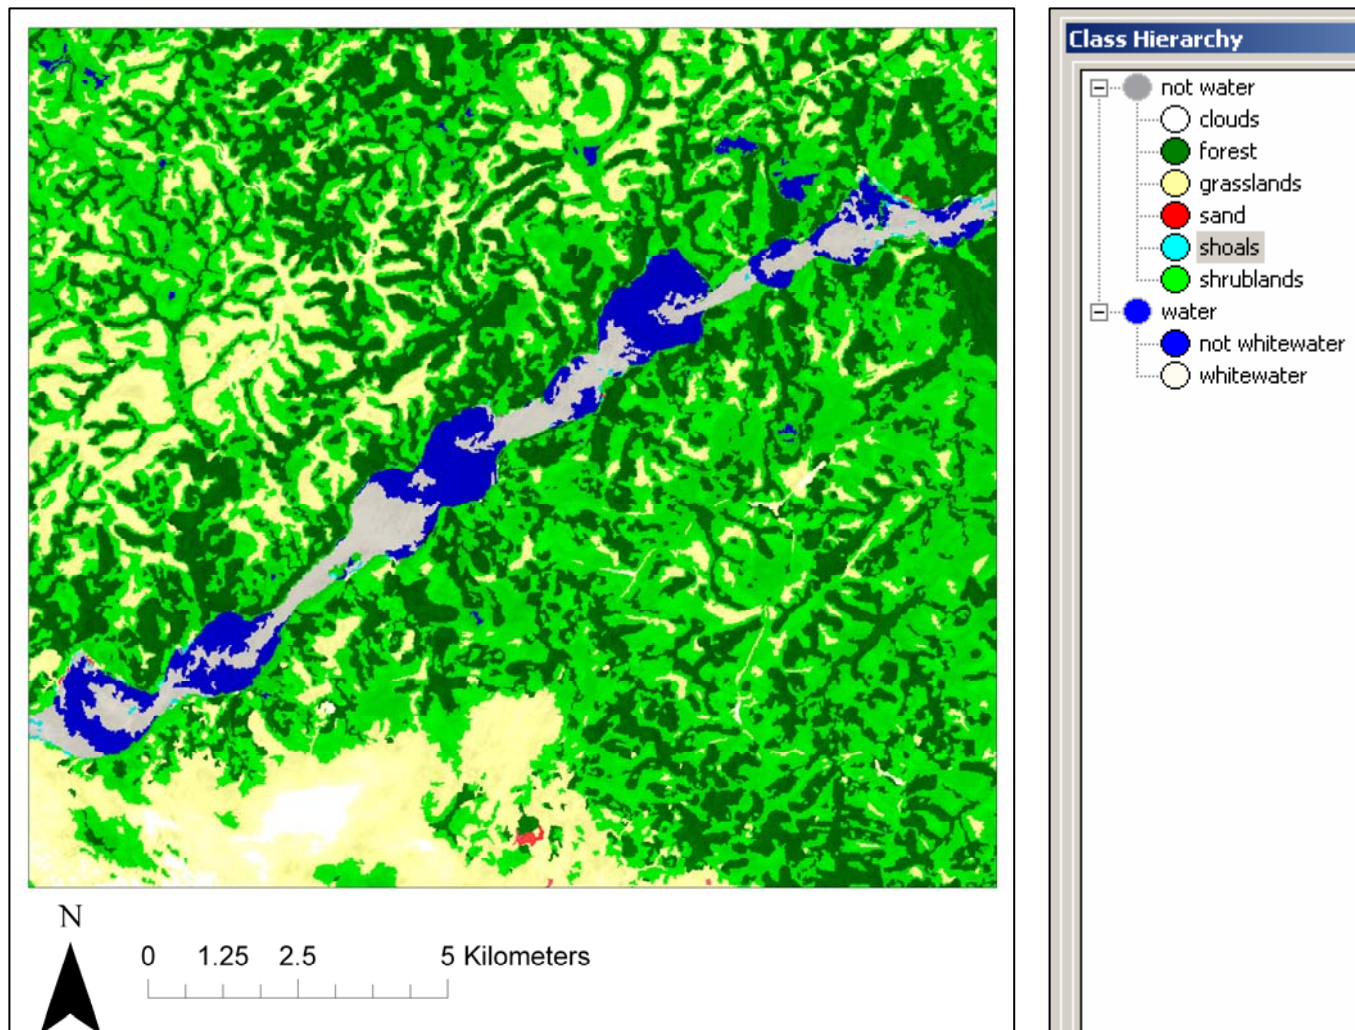 Class Hierarchy
not water
clouds
forest
grasslands
sand
shoals
shrublands
water
not whitewater
whitewater
N
0 1.25 2.5 5 Kilometers